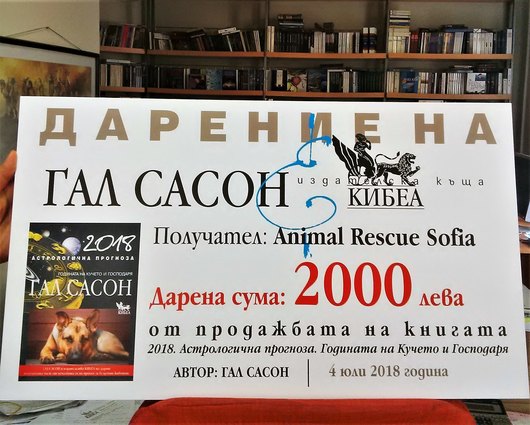 ДАРЕНИЕ НА
ГАЛ САСОН
издателска къща
КИБЕА
Получател: Animal Rescue Sofia
Дарена сума: 2000 лева
от продажбата на книгата
2018. Астрологична прогноза. Годината на Кучето и Господаря
АВТОР: ГАЛ САСОН
4 юли 2018 година
2018
АСТРОЛОГИЧНА ПРОГНОЗА
ГОДИНАТА НА КУЧЕТО И ГОСПОДАРЯ
ГАЛ САСОН
КИБЕА